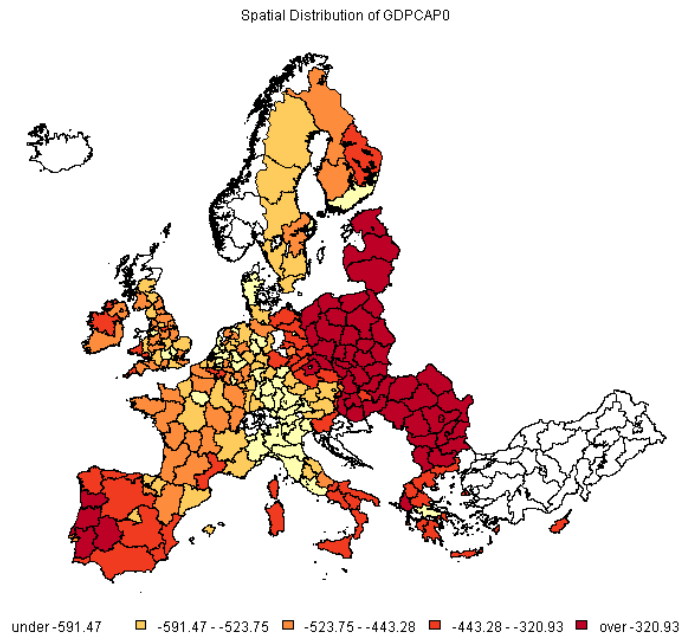 Spatial Distribution of GDPCAP0
under -591.47 -591.47 - -523.75 -523.75 - -443.28 -443.28 - -320.93 over -320.93